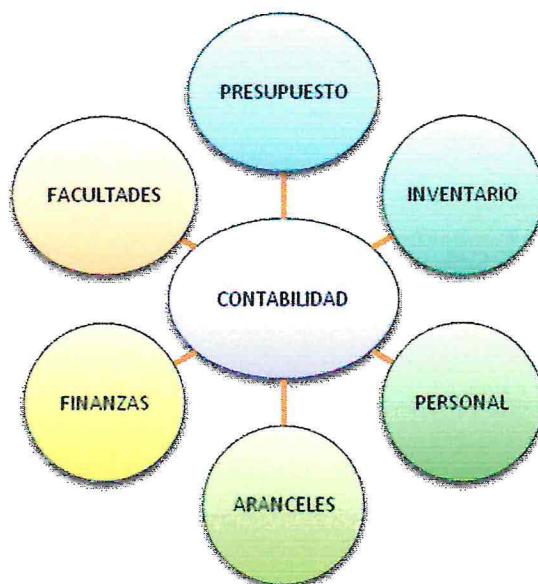 PRESUPUESTO
FACULTADES
INVENTARIO
CONTABILIDAD
FINANZAS
PERSONAL
ARANCELES